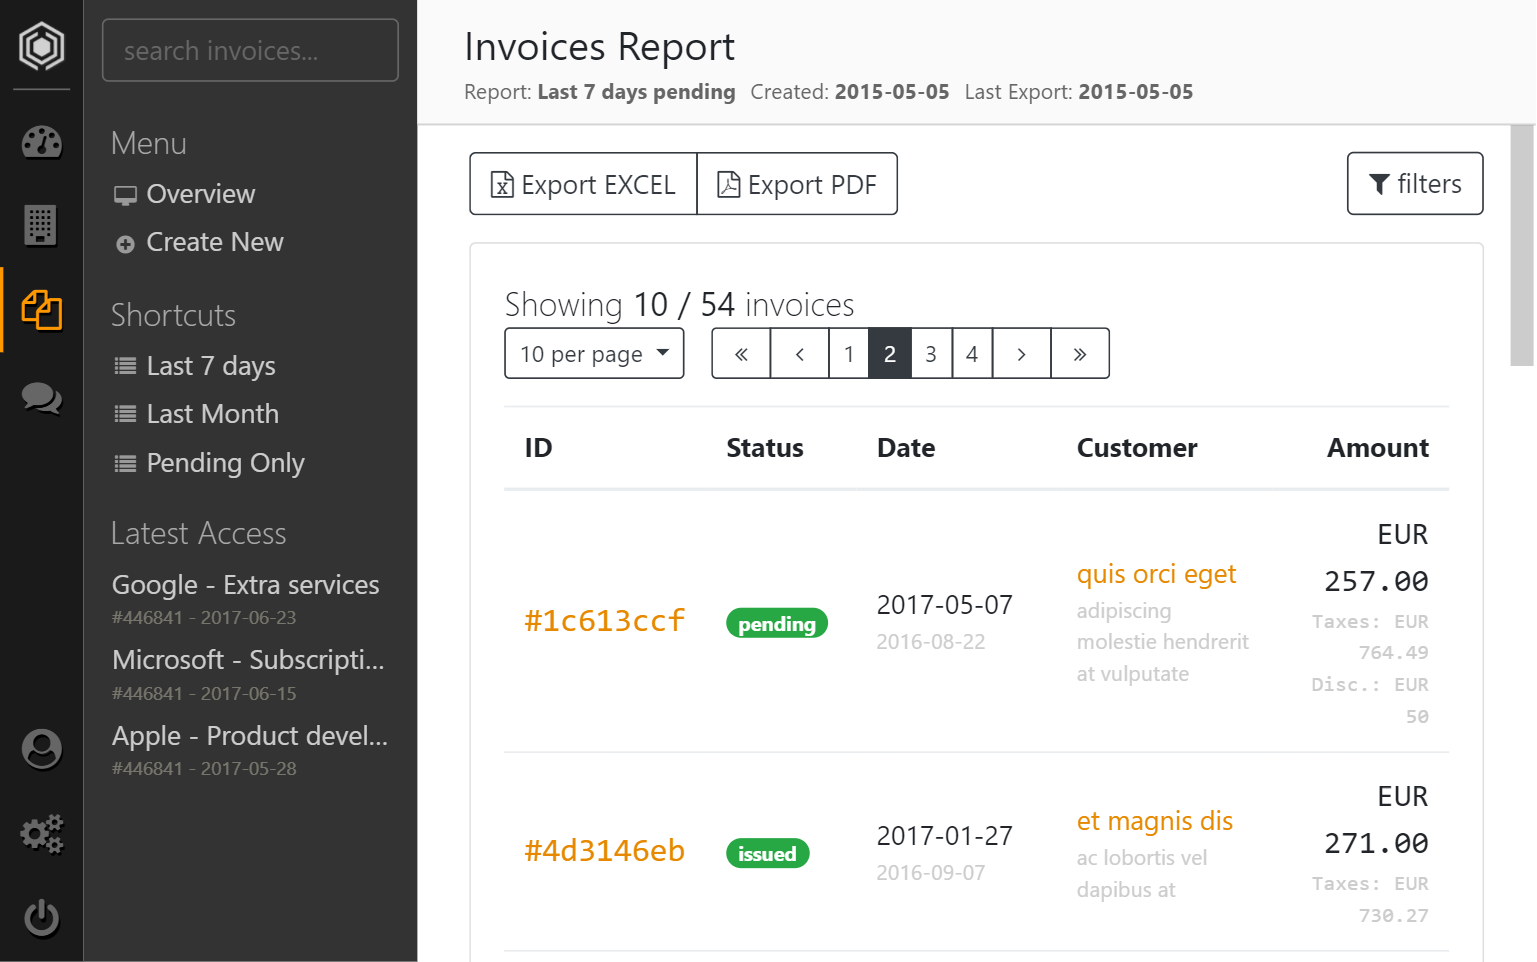 search invoices...
Menu
Overview
Create New
Shortcuts
Last 7 days
Last Month
Pending Only
Latest Access
Google - Extra services
#446841 - 2017-06-23
Microsoft - Subscripti...
#446841 - 2017-06-15
Apple - Product devel...
#446841 - 2017-05-28
Invoices Report
Report: Last 7 days pending Created: 2015-05-05 Last Export: 2015-05-05
Export EXCEL Export PDF filters
Showing 10 / 54 invoices
10 per page « ‹ 1 2 3 4 › »
ID Status Date Customer Amount
#1c613ccf
pending
2017-05-07
2016-08-22
quis orci eget
adipiscing
molestie hendrerit
at vulputate
EUR
257.00
Taxes: EUR
764.49
Disc.: EUR
50
#4d3146eb
issued
2017-01-27
2016-09-07
et magnis dis
ac lobortis vel
dapibus at
EUR
271.00
Taxes: EUR
730.27